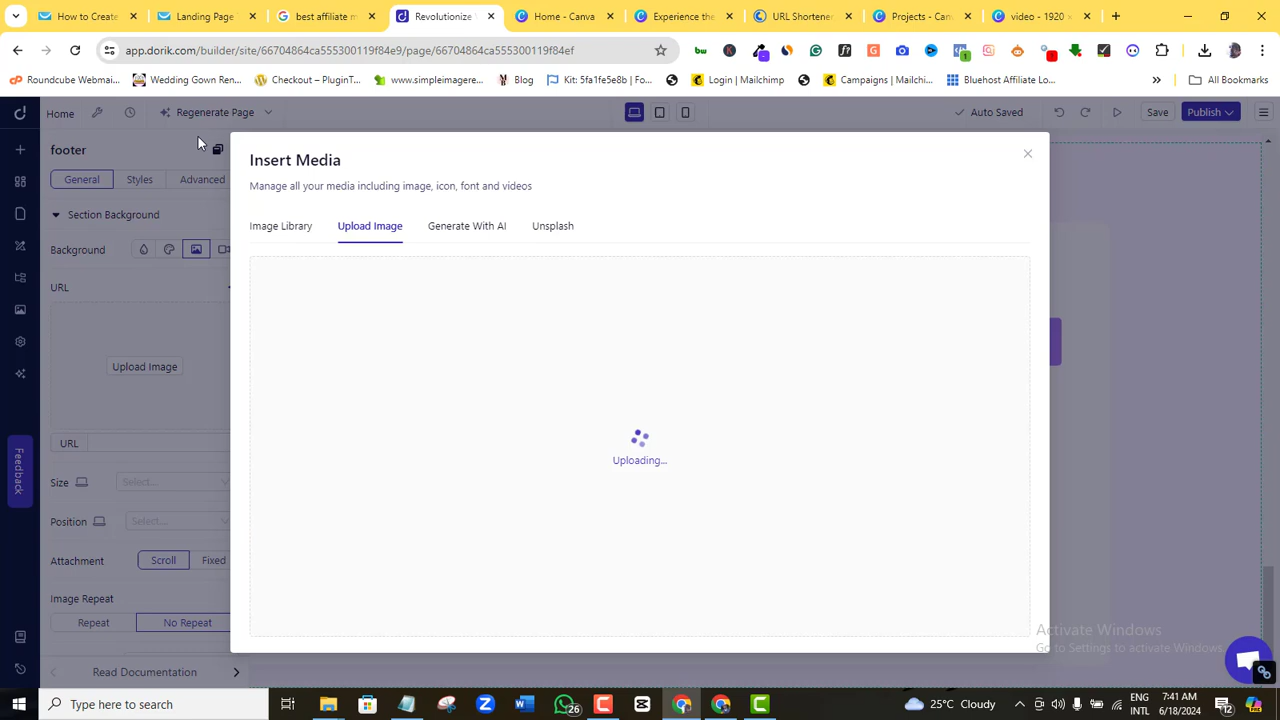 How to Create
Landing Page
best affiliate m
Revolutionize
Home - Canva
Experience the
URL Shortene
Projects - Can
video - 1920
app.dorik.com/builder/site/66704864ca555300119f84e9/page/66704864ca555300119f84ef
Roundcube Webmai...
Wedding Gown Ren...
Checkout – PluginT...
www.simpleimagere...
Blog
Kit: 5fa1fe5e8b | Fo...
Login | Mailchimp
Campaigns | Mailchi...
Bluehost Affiliate Lo...
»
All Bookmarks
Home
Regenerate Page
Auto Saved
Save
Publish
footer
Insert Media
General
Styles
Advanced
Manage all your media including image, icon, font and videos
Section Background
Image Library
Upload Image
Generate With AI
Unsplash
Background
URL
Upload Image
Uploading...
URL
Feedback
Size
Select...
Position
Select...
Attachment
Scroll
Fixed
Image Repeat
Repeat
No Repeat
Activate Windows
Go to Settings to activate Windows.
Read Documentation
Type here to search
26
25°C Cloudy
ENG
INTL
7:41 AM
6/18/2024
12